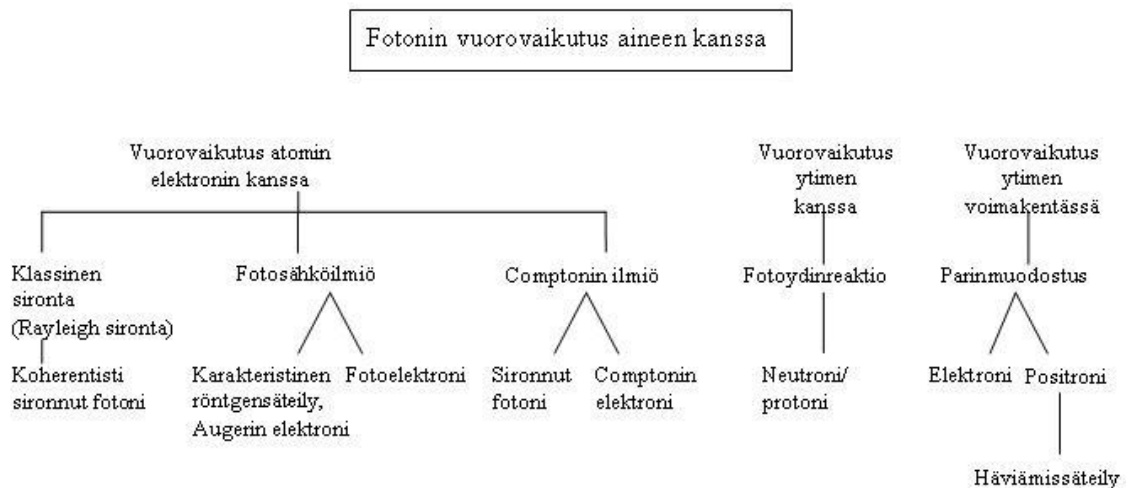 Fotonin vuorovaikutus aineen kanssa
Vuorovaikutus atomin
elektronin kanssa
Vuorovaikutus
ytimen
kanssa
Vuorovaikutus
ytimen
voimakentässä
Klassinen
sironta
(Rayleigh sironta)
Fotosähköilmiö
Comptonin ilmiö
Fotoydinreaktio
Parinmuodostus
Koherentisti
sironnut fotoni
Karakteristinen
röntgensäteily,
Augerin elektroni
Fotoelektroni
Sironnut
fotoni
Comptonin
elektroni
Neutroni/
protoni
Elektroni
Positroni
Häviämissäteily